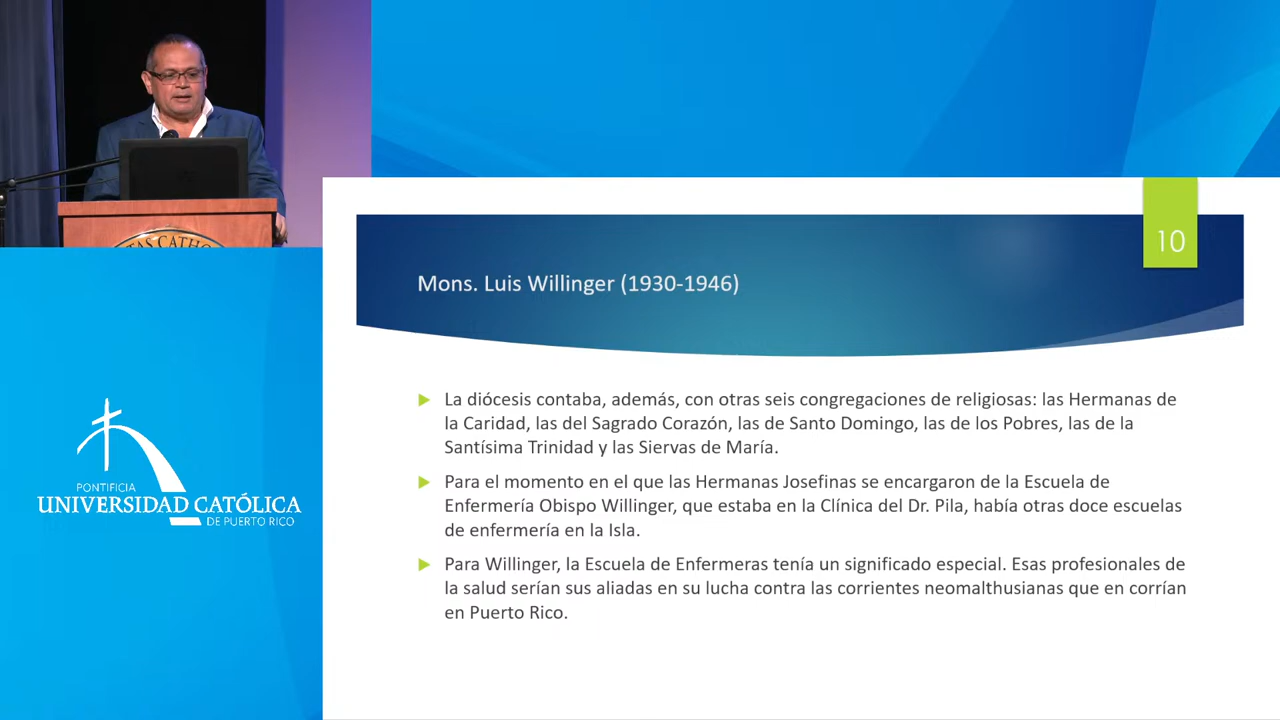 TAS CATHO
PONTIFICIA
UNIVERSIDAD CATÓLICA
DE PUERTO RICO
10
Mons. Luis Willinger (1930-1946)
La diócesis contaba, además, con otras seis congregaciones de religiosas: las Hermanas de
la Caridad, las del Sagrado Corazón, las de Santo Domingo, las de los Pobres, las de la
Santísima Trinidad y las Siervas de María.
Para el momento en el que las Hermanas Josefinas se encargaron de la Escuela de
Enfermería Obispo Willinger, que estaba en la Clínica del Dr. Pila, había otras doce escuelas
de enfermería en la Isla.
Para Willinger, la Escuela de Enfermeras tenía un significado especial. Esas profesionales de
la salud serían sus aliadas en su lucha contra las corrientes neomalthusianas que en corrían
en Puerto Rico.